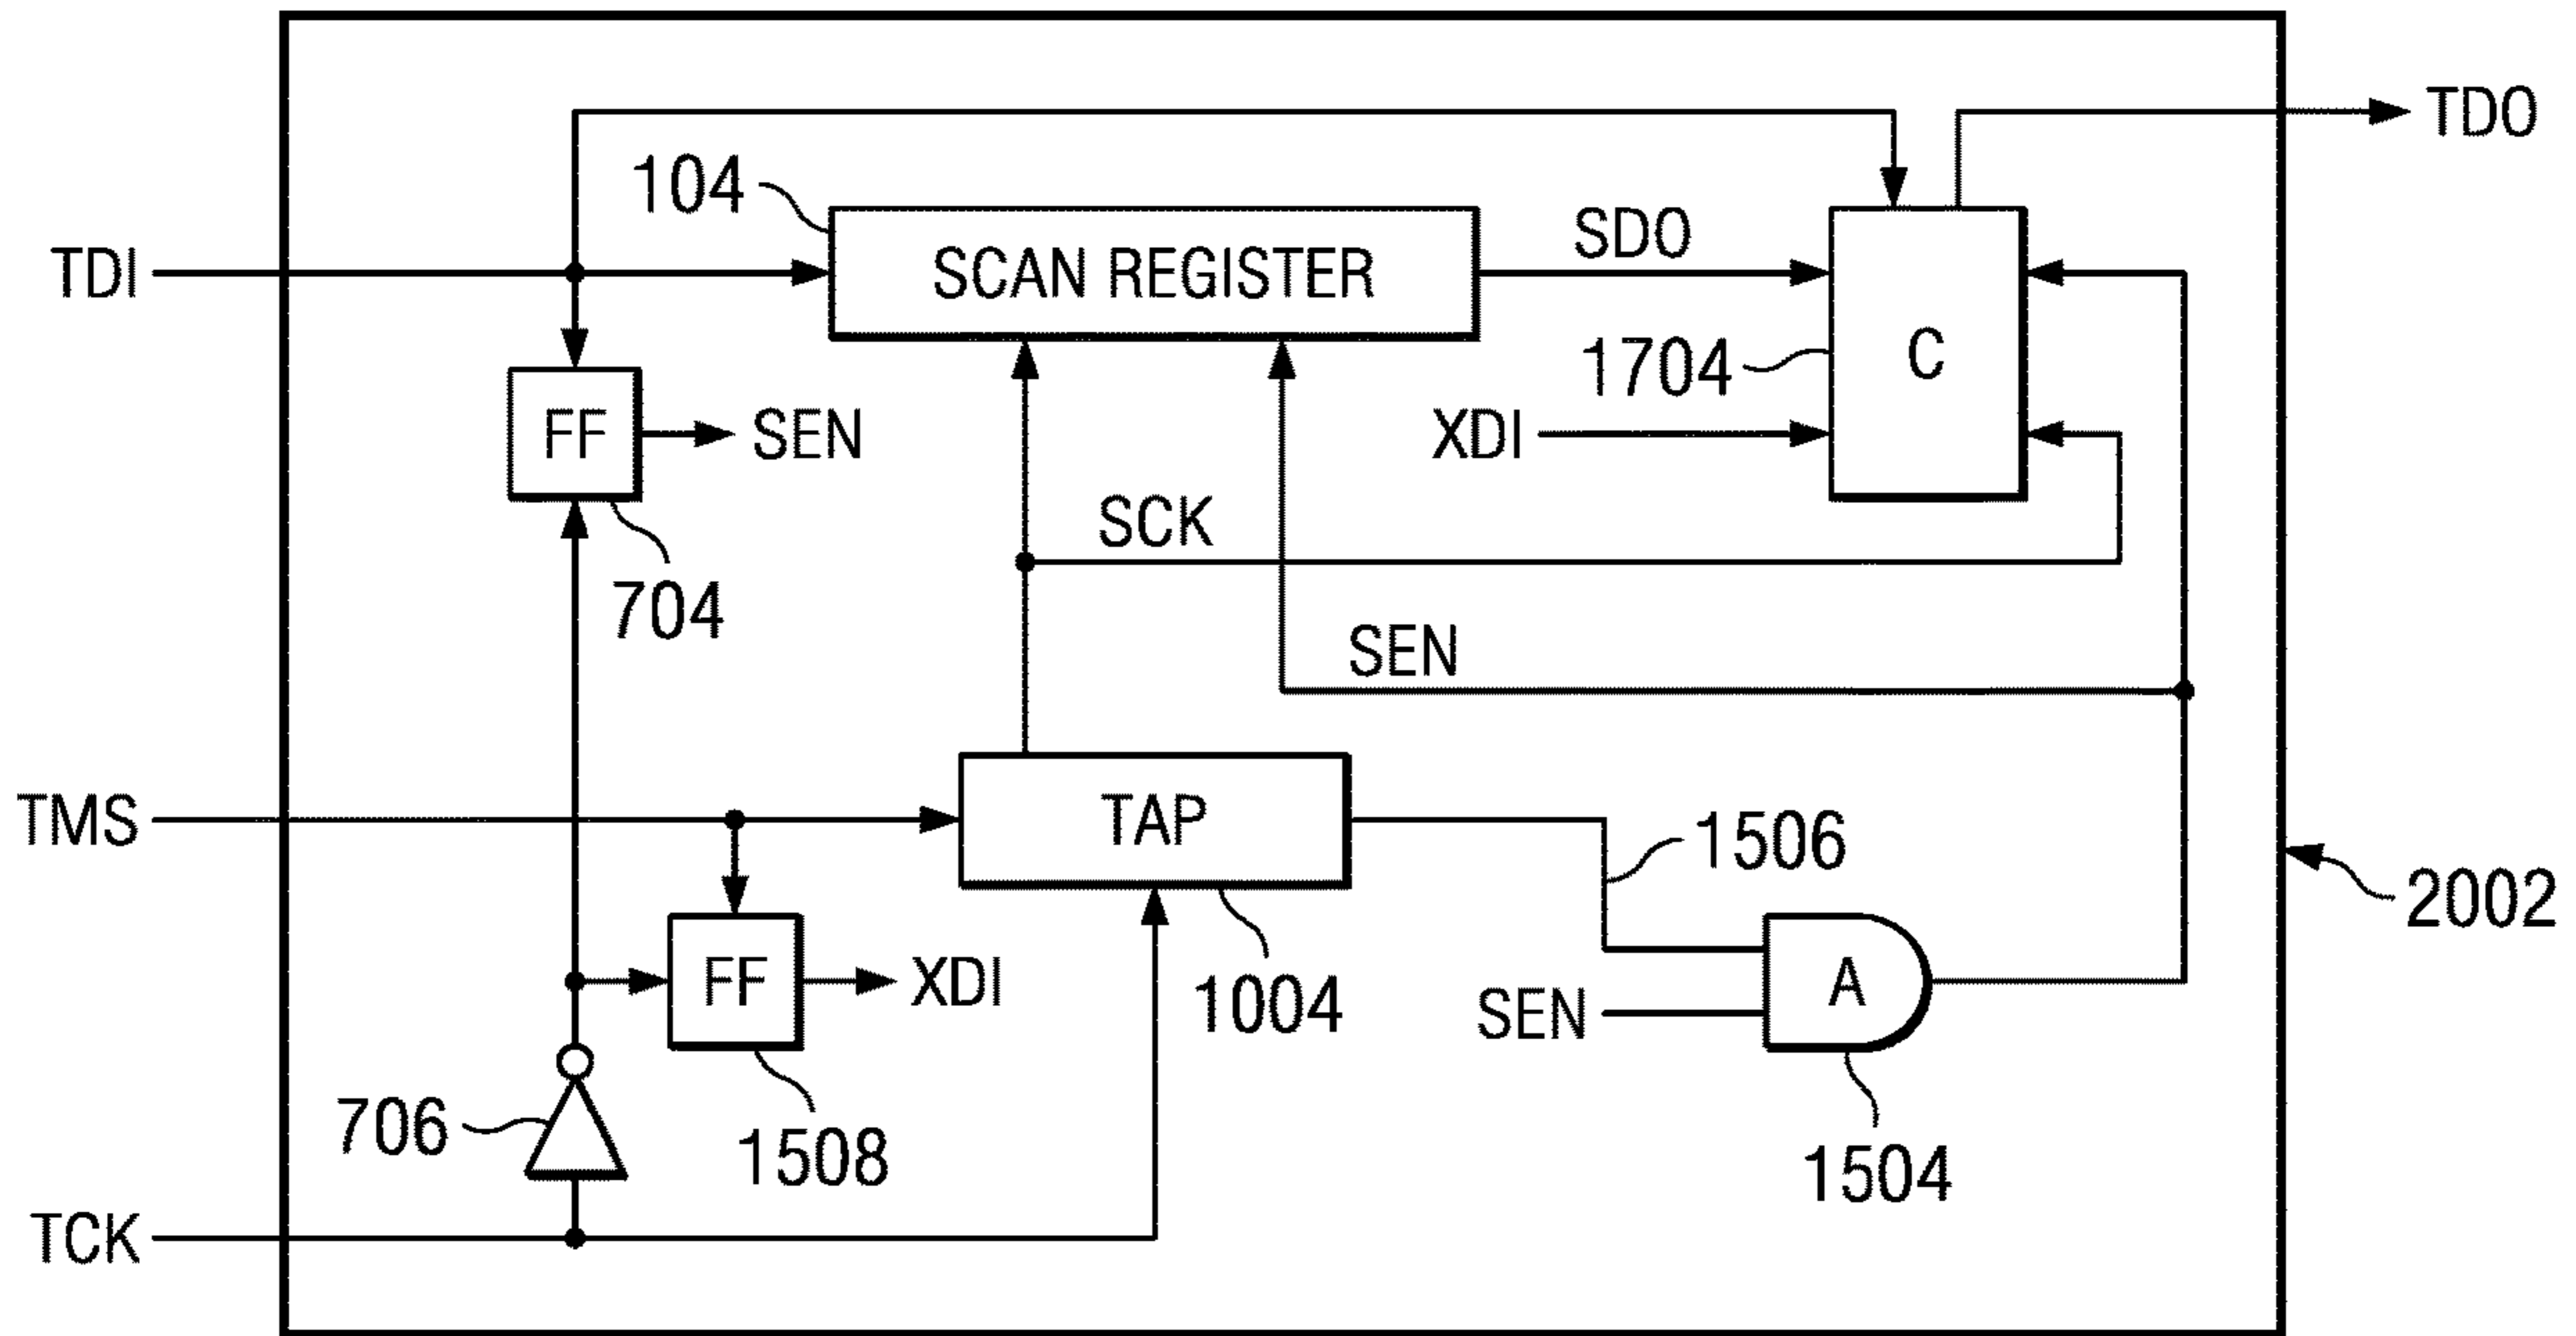 TDO
104
SDO
TDI
SCAN REGISTER
1704
C
FF
SEN
XDI
SCK
704
SEN
TMS
TAP
1506
2002
FF
XDI
1004
SEN
A
706
1508
1504
TCK